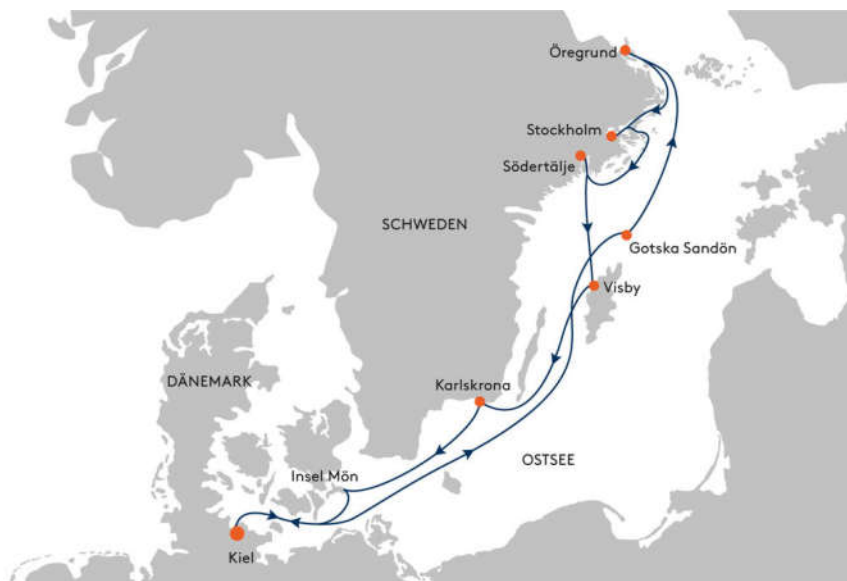 Öregrund
Stockholm
Södertälje
SCHWEDEN
Gotska Sandön
Visby
DÄNEMARK
Karlskrona
OSTSEE
Insel Mön
Kiel